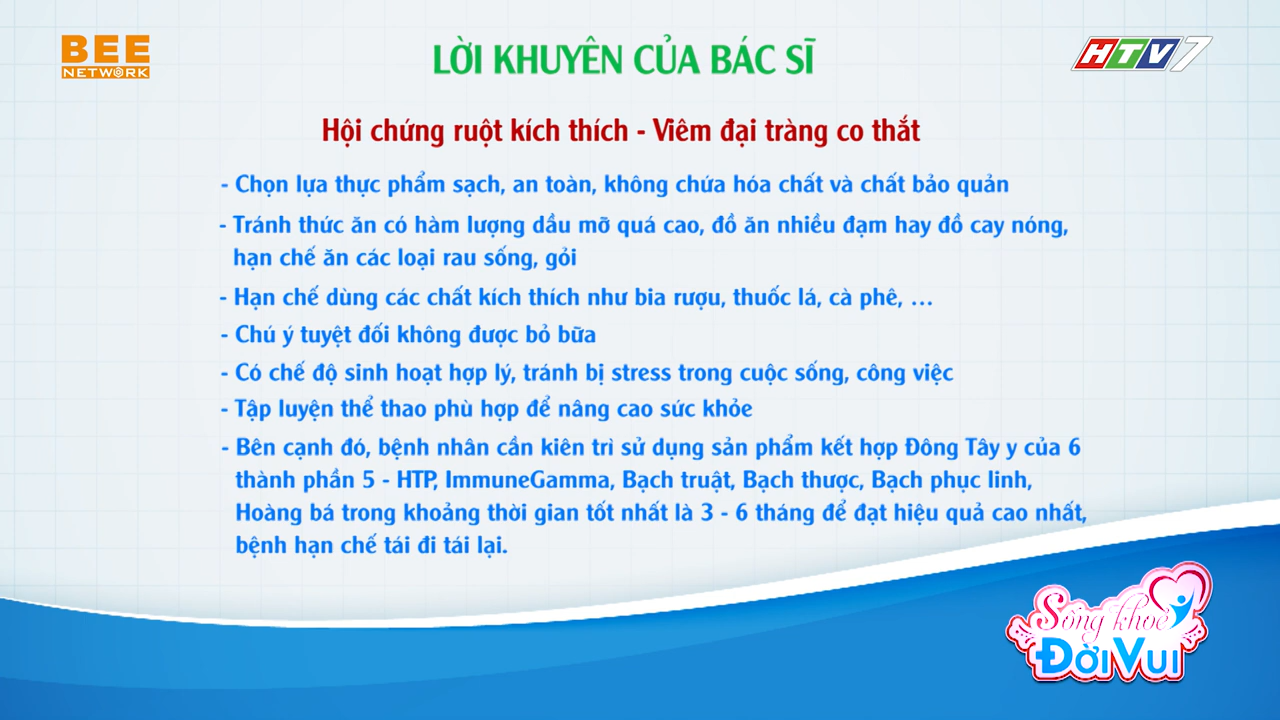 BEE
NETWORK
HTV7
LỜI KHUYÊN CỦA BÁC SĨ
Hội chứng ruột kích thích - Viêm đại tràng co thắt
- Chọn lựa thực phẩm sạch, an toàn, không chứa hóa chất và chất bảo quản
- Tránh thức ăn có hàm lượng dầu mỡ quá cao, đồ ăn nhiều đạm hay đồ cay nóng,
hạn chế ăn các loại rau sống, gỏi
- Hạn chế dùng các chất kích thích như bia rượu, thuốc lá, cà phê, ...
- Chú ý tuyệt đối không được bỏ bữa
- Có chế độ sinh hoạt hợp lý, tránh bị stress trong cuộc sống, công việc
- Tập luyện thể thao phù hợp để nâng cao sức khỏe
- Bên cạnh đó, bệnh nhân cần kiên trì sử dụng sản phẩm kết hợp Đông Tây y của 6
thành phần 5 - HTP, ImmuneGamma, Bạch truật, Bạch thược, Bạch phục linh,
Hoàng bá trong khoảng thời gian tốt nhất là 3 - 6 tháng để đạt hiệu quả cao nhất,
bệnh hạn chế tái đi tái lại.
Sống khoẻ
ĐỜI VUI